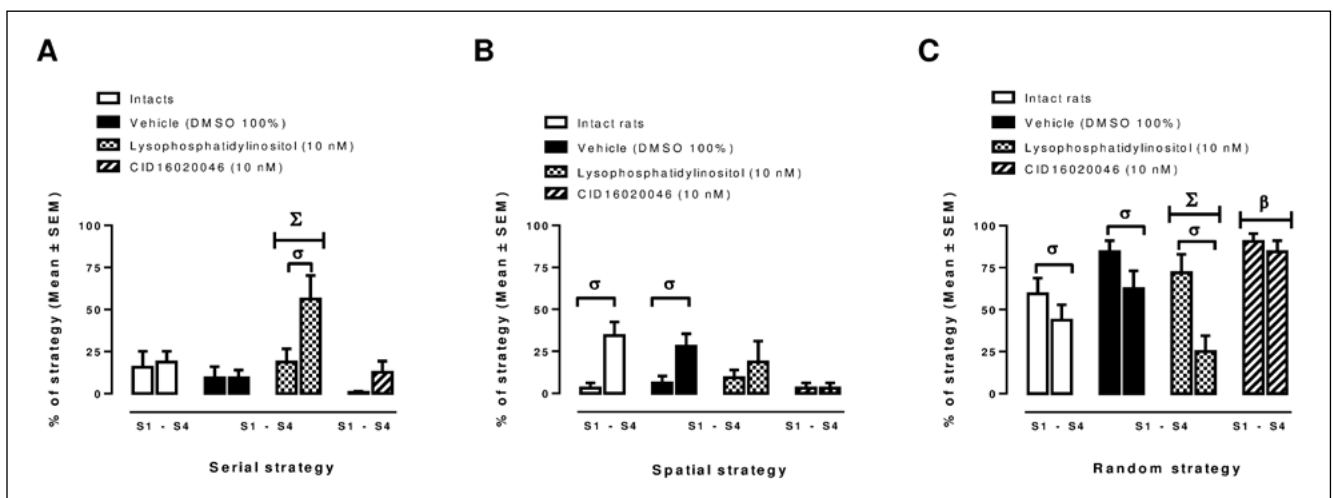 A
Intacts
Vehicle (DMSO 100%)
Lysophosphatidylinositol (10 nM)
CID16020046 (10 nM)
% of strategy (Mean ± SEM)
100
75
50
25
0
Σ
σ
S1 - S4
S1 - S4
S1 - S4
Serial strategy
B
Intact rats
Vehicle (DMSO 100%)
Lysophosphatidylinositol (10 nM)
CID16020046 (10 nM)
% of strategy (Mean ± SEM)
100
75
50
25
0
σ
σ
S1 - S4
S1 - S4
S1 - S4
Spatial strategy
C
Intact rats
Vehicle (DMSO 100%)
Lysophosphatidylinositol (10 nM)
CID16020046 (10 nM)
% of strategy (Mean ± SEM)
100
75
50
25
0
σ
σ
Σ
σ
β
S1 - S4
S1 - S4
S1 - S4
Random strategy